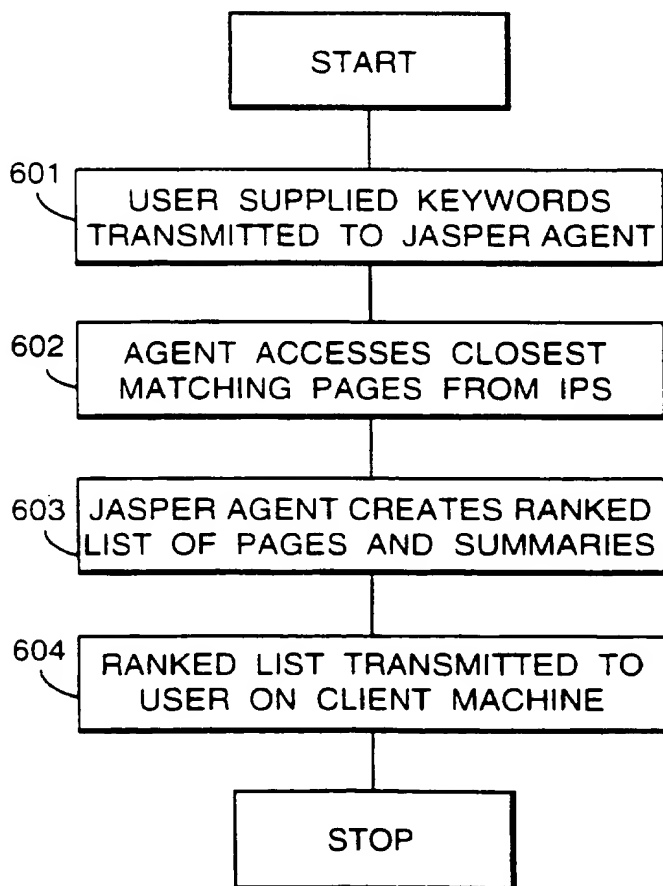 START
601
USER SUPPLIED KEYWORDS
TRANSMITTED TO JASPER AGENT
602
AGENT ACCESSES CLOSEST
MATCHING PAGES FROM IPS
603
JASPER AGENT CREATES RANKED
LIST OF PAGES AND SUMMARIES
604
RANKED LIST TRANSMITTED TO
USER ON CLIENT MACHINE
STOP